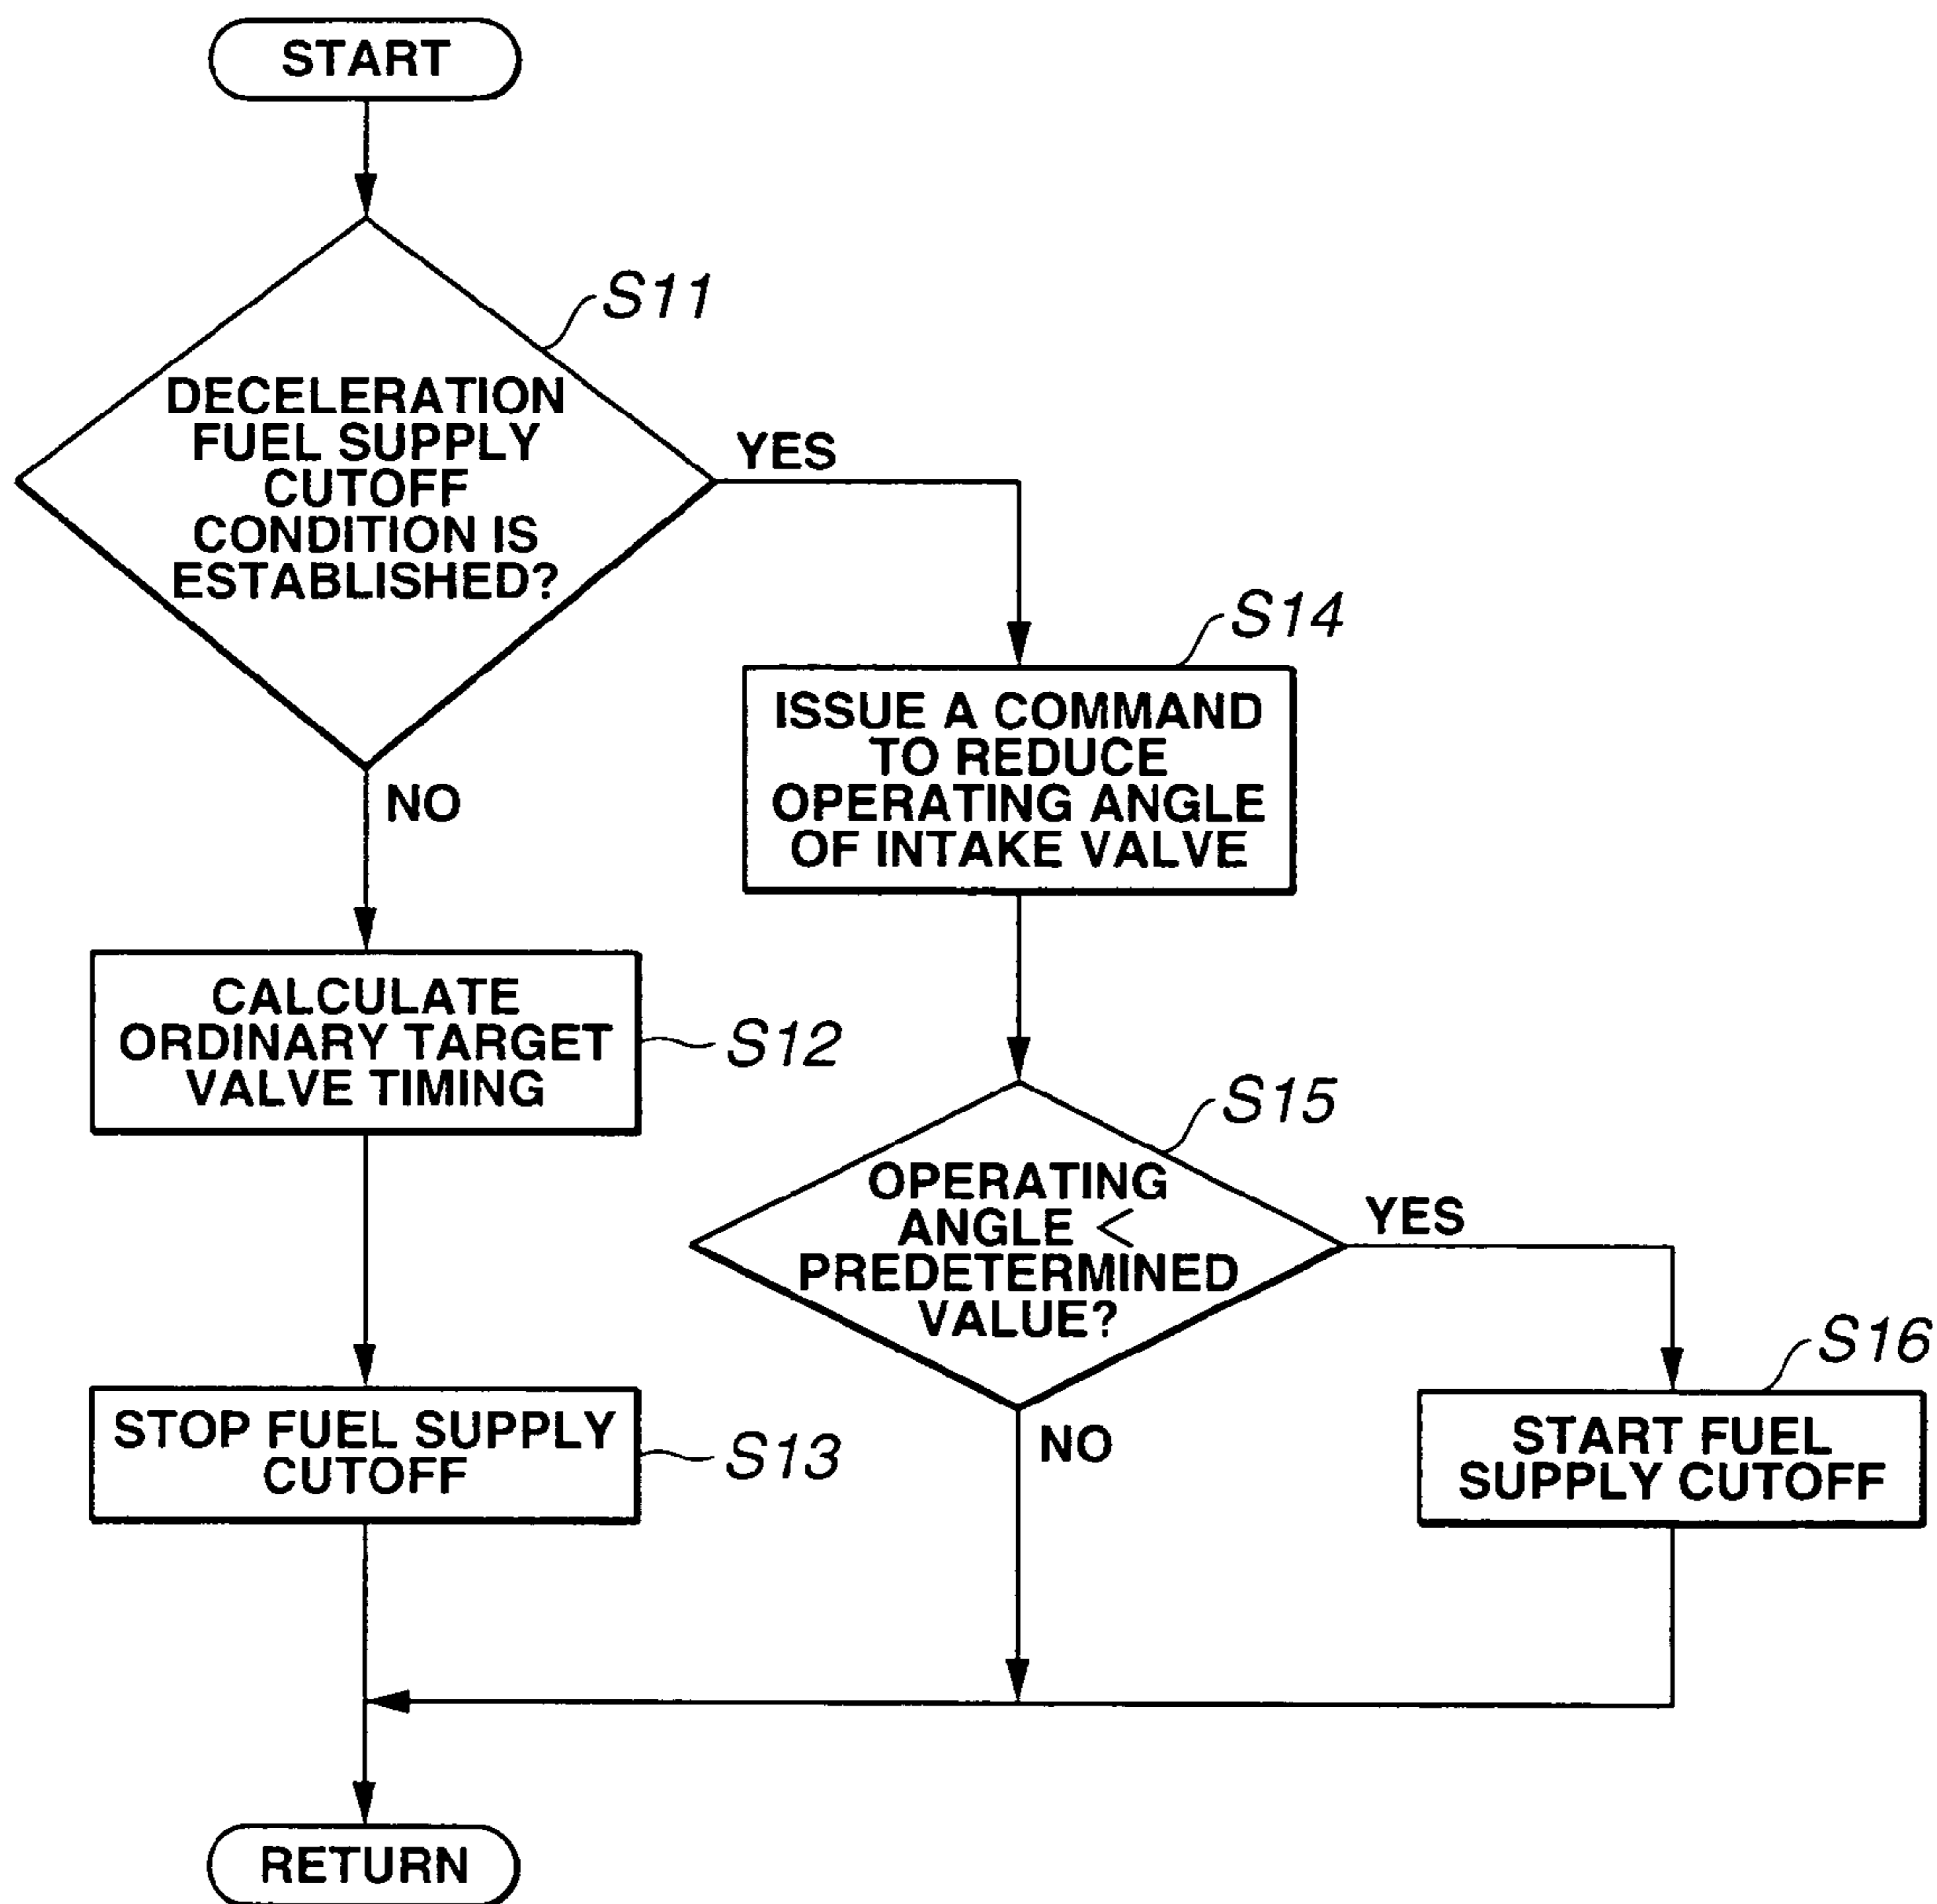 START
S11
DECELERATION
FUEL SUPPLY
CUTOFF
CONDITION IS
ESTABLISHED?
YES
NO
S14
ISSUE A COMMAND
TO REDUCE
OPERATING ANGLE
OF INTAKE VALVE
CALCULATE
ORDINARY TARGET
VALVE TIMING
S12
S15
OPERATING
ANGLE <
PREDETERMINED
VALUE?
YES
NO
STOP FUEL SUPPLY
CUTOFF
S13
S16
START FUEL
SUPPLY CUTOFF
RETURN